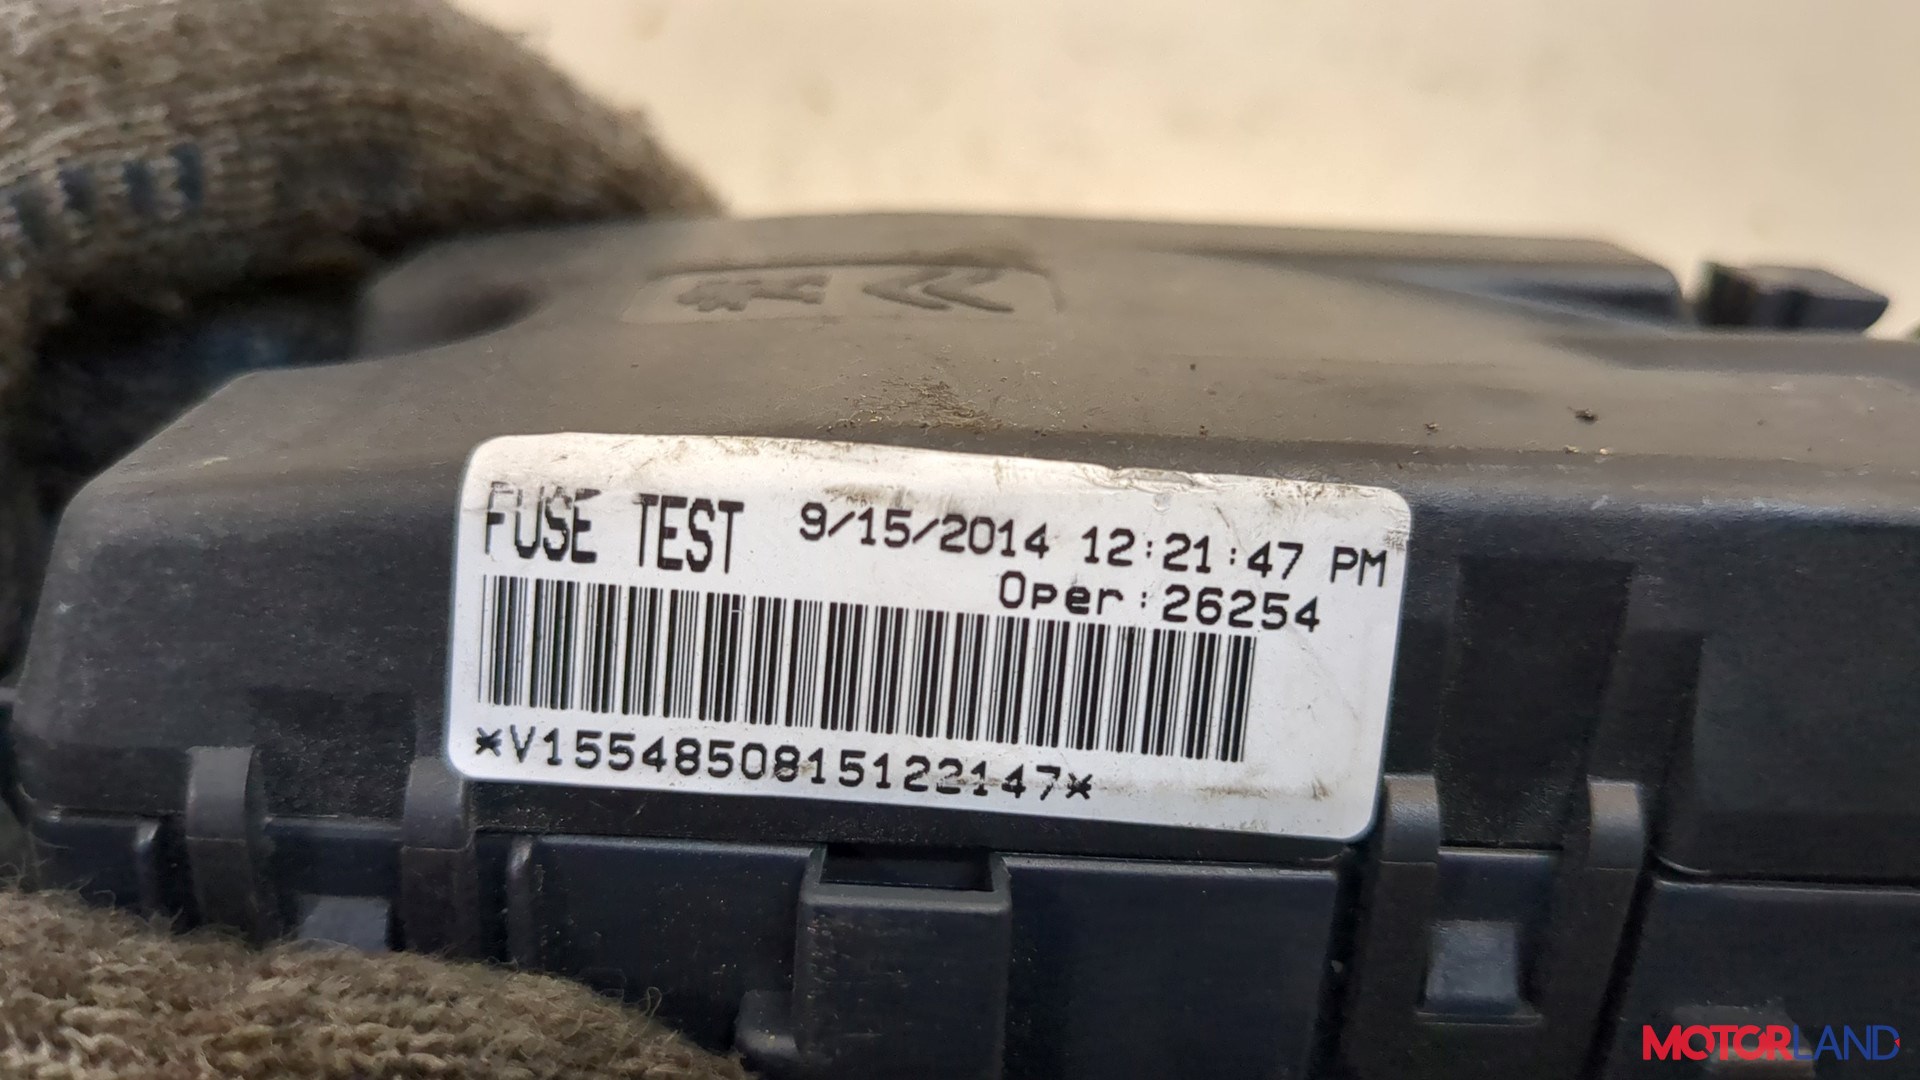 FUSE TEST 9/15/2014 12:21:47 PM
Oper:26254
*V1554850815122147*
MOTORLAND